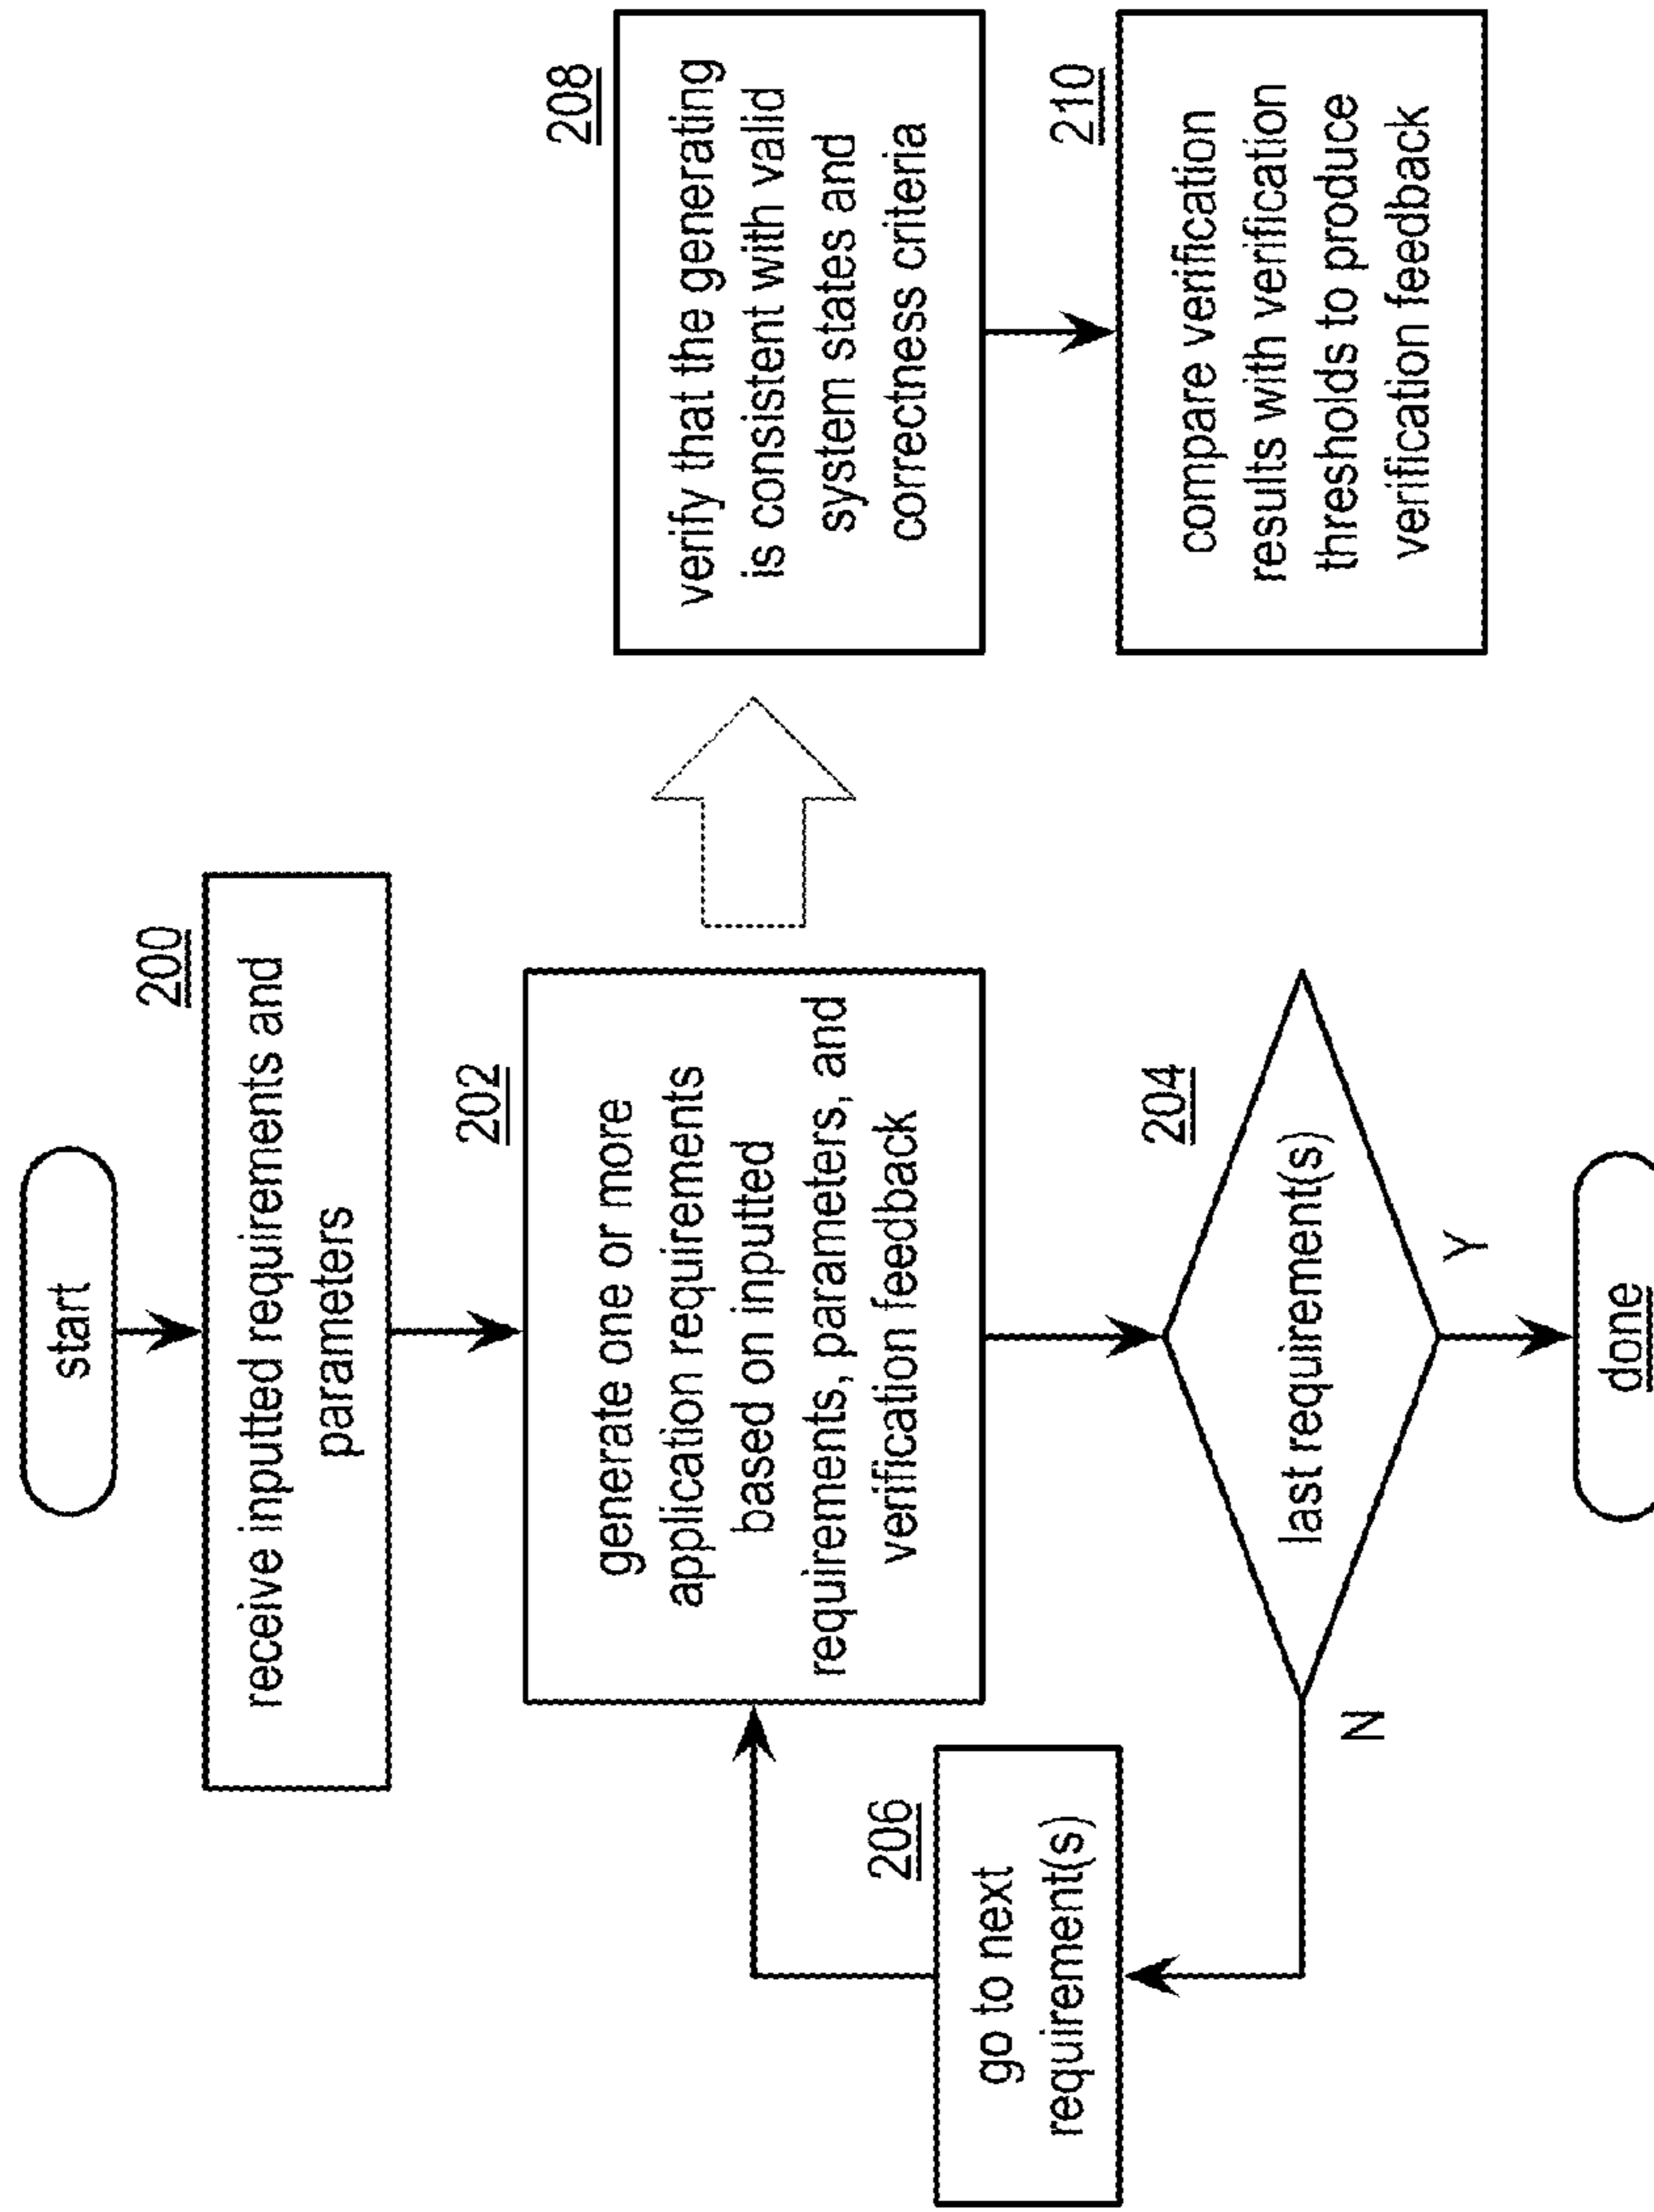 start
200
receive inputted requirements and
parameters
202
generate one or more
application requirements
based on inputted
requirements, parameters, and
verification feedback
204
last requirement(s)
Y
N
done
206
go to next
requirement(s)
208
verify that the generating
is consistent with valid
system states and
correctness criteria
210
compare verification
results with verification
thresholds to produce
verification feedback